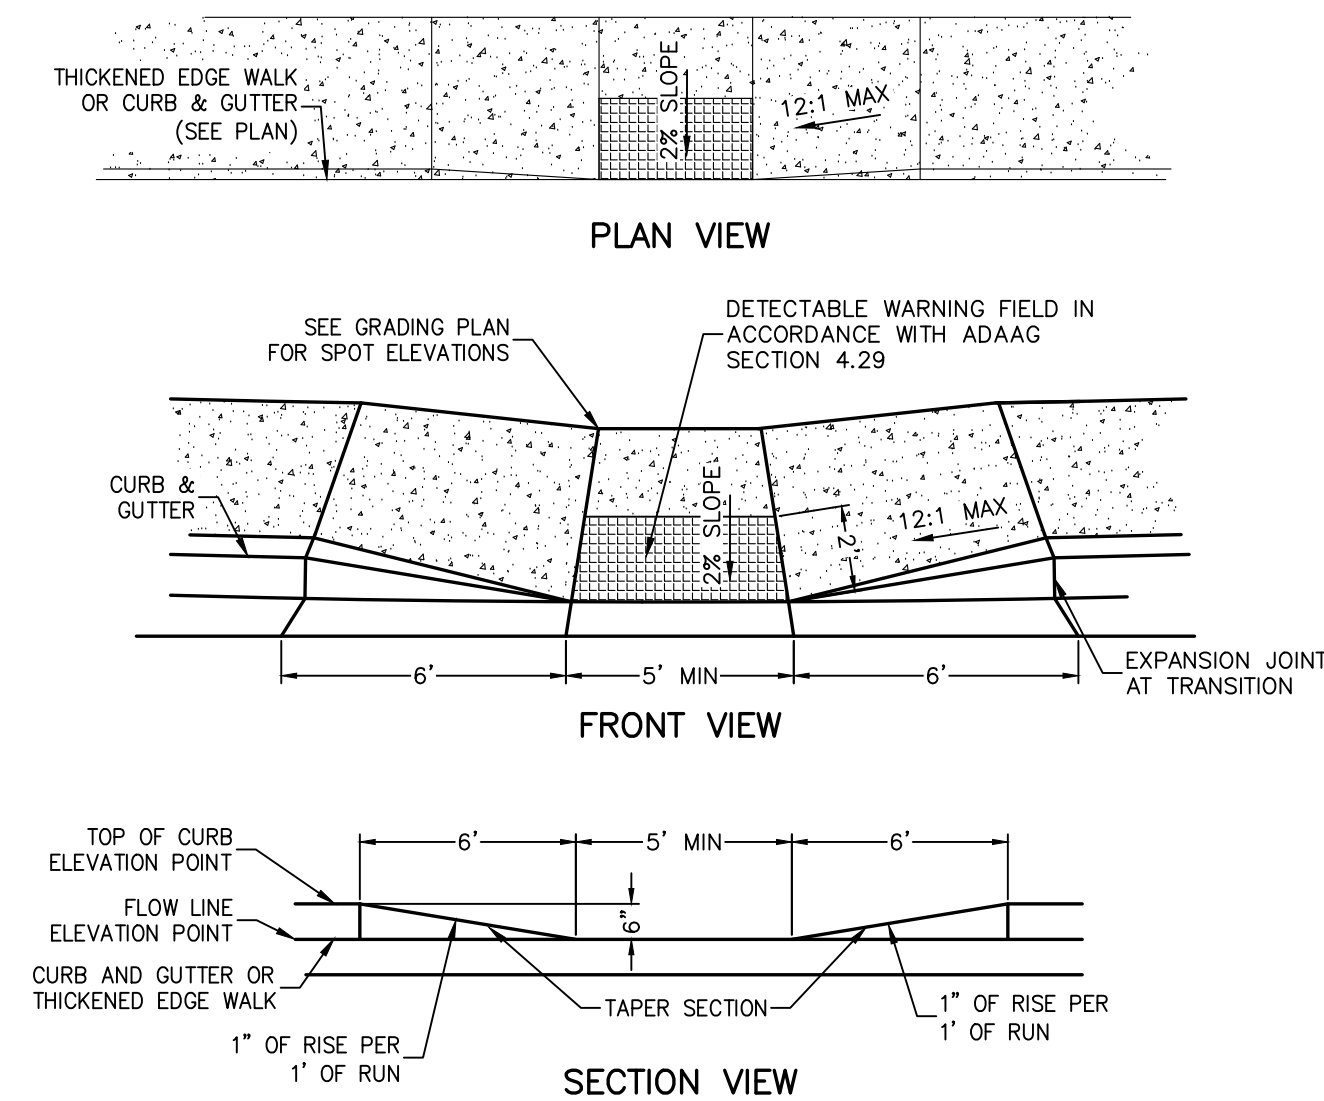 THICKENED EDGE WALK
OR CURB & GUTTER
(SEE PLAN)
2% SLOPE
12:1 MAX
PLAN VIEW
SEE GRADING PLAN
FOR SPOT ELEVATIONS
DETECTABLE WARNING FIELD IN
ACCORDANCE WITH ADAAG
SECTION 4.29
CURB &
GUTTER
2% SLOPE
12:1 MAX
2'
6'
5' MIN
6'
EXPANSION JOINT
AT TRANSITION
FRONT VIEW
TOP OF CURB
ELEVATION POINT
6'
5' MIN
6'
FLOW LINE
ELEVATION POINT
6"
CURB AND GUTTER OR
THICKENED EDGE WALK
TAPER SECTION
1" OF RISE PER
1' OF RUN
1" OF RISE PER
1' OF RUN
SECTION VIEW